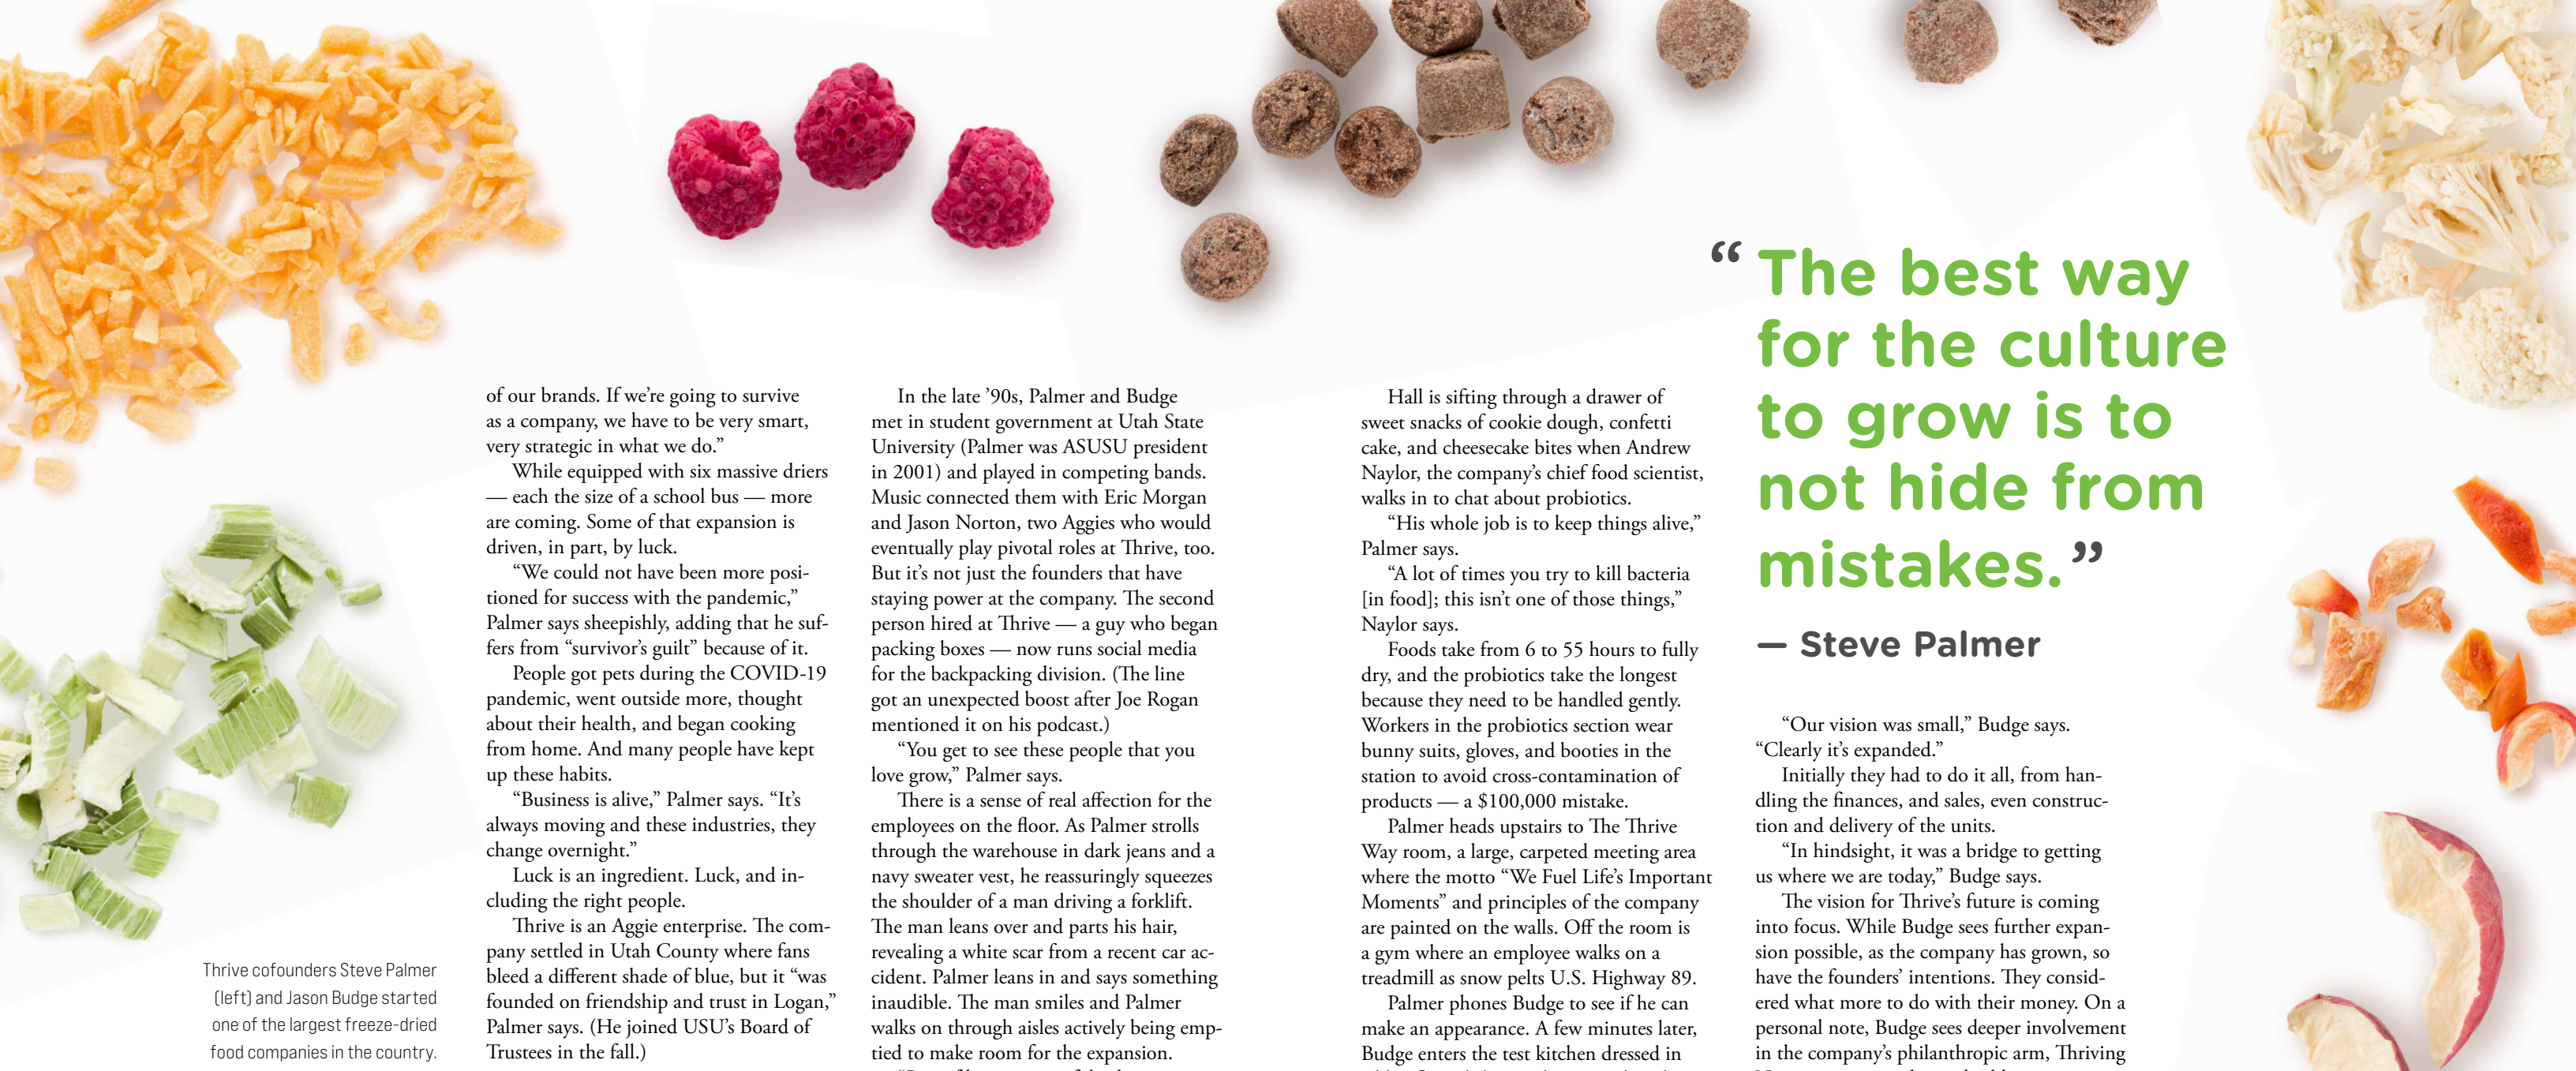 of our brands. If we’re going to survive
as a company, we have to be very smart,
very strategic in what we do.”
While equipped with six massive driers
— each the size of a school bus — more
are coming. Some of that expansion is
driven, in part, by luck.
“We could not have been more posi-
tioned for success with the pandemic,”
Palmer says sheepishly, adding that he suf-
fers from “survivor’s guilt” because of it.
People got pets during the COVID-19
pandemic, went outside more, thought
about their health, and began cooking
from home. And many people have kept
up these habits.
“Business is alive,” Palmer says. “It’s
always moving and these industries, they
change overnight.”
Luck is an ingredient. Luck, and in-
cluding the right people.
Thrive is an Aggie enterprise. The com-
pany settled in Utah County where fans
bleed a different shade of blue, but it “was
founded on friendship and trust in Logan,”
Palmer says. (He joined USU’s Board of
Trustees in the fall.)
Thrive cofounders Steve Palmer
(left) and Jason Budge started
one of the largest freeze-dried
food companies in the country.
In the late ’90s, Palmer and Budge
met in student government at Utah State
University (Palmer was ASUSU president
in 2001) and played in competing bands.
Music connected them with Eric Morgan
and Jason Norton, two Aggies who would
eventually play pivotal roles at Thrive, too.
But it’s not just the founders that have
staying power at the company. The second
person hired at Thrive — a guy who began
packing boxes — now runs social media
for the backpacking division. (The line
got an unexpected boost after Joe Rogan
mentioned it on his podcast.)
“You get to see these people that you
love grow,” Palmer says.
There is a sense of real affection for the
employees on the floor. As Palmer strolls
through the warehouse in dark jeans and a
navy sweater vest, he reassuringly squeezes
the shoulder of a man driving a forklift.
The man leans over and parts his hair,
revealing a white scar from a recent car ac-
cident. Palmer leans in and says something
inaudible. The man smiles and Palmer
walks on through aisles actively being emp-
tied to make room for the expansion.
Hall is sifting through a drawer of
sweet snacks of cookie dough, confetti
cake, and cheesecake bites when Andrew
Naylor, the company’s chief food scientist,
walks in to chat about probiotics.
“His whole job is to keep things alive,”
Palmer says.
“A lot of times you try to kill bacteria
[in food]; this isn’t one of those things,”
Naylor says.
Foods take from 6 to 55 hours to fully
dry, and the probiotics take the longest
because they need to be handled gently.
Workers in the probiotics section wear
bunny suits, gloves, and booties in the
station to avoid cross-contamination of
products — a $100,000 mistake.
Palmer heads upstairs to The Thrive
Way room, a large, carpeted meeting area
where the motto “We Fuel Life’s Important
Moments” and principles of the company
are painted on the walls. Off the room is
a gym where an employee walks on a
treadmill as snow pelts U.S. Highway 89.
Palmer phones Budge to see if he can
make an appearance. A few minutes later,
Budge enters the test kitchen dressed in
“The best way
for the culture
to grow is to
not hide from
mistakes.”
— Steve Palmer
“Our vision was small,” Budge says.
“Clearly it’s expanded.”
Initially they had to do it all, from han-
dling the finances, and sales, even construc-
tion and delivery of the units.
“In hindsight, it was a bridge to getting
us where we are today,” Budge says.
The vision for Thrive’s future is coming
into focus. While Budge sees further expan-
sion possible, as the company has grown, so
have the founders’ intentions. They consid-
ered what more to do with their money. On a
personal note, Budge sees deeper involvement
in the company’s philanthropic arm, Thriving